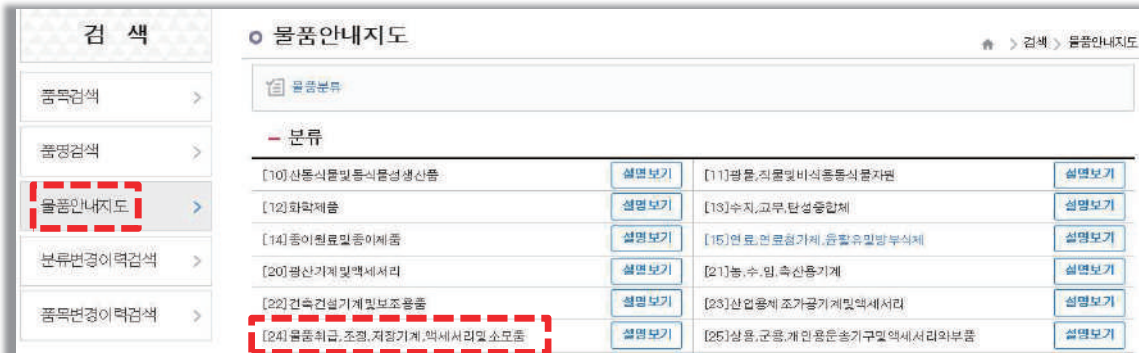 검 색
품목검색 >
품명검색 >
물품안내지도 >
분류변경이력검색 >
품목변경이력검색 >
물품안내지도
> 검색 > 물품안내지도
물품분류
분류
[10]산동식물및동식물성생산품 설명보기 [11]광물,직물및비식용동식물자원 설명보기
[12]화학제품 설명보기 [13]수지,고무,탄성중합체 설명보기
[14]종이원료및종이제품 설명보기 [15]연료,연료첨가제,윤활유및방부식제 설명보기
[20]광산기계및액세서리 설명보기 [21]농,수,임,축산용기계 설명보기
[22]건축건설기계및보조용품 설명보기 [23]산업용제조가공기계및액세서리 설명보기
[24]물품취급,조정,저장기계,액세서리및소모품 설명보기 [25]상용,군용,개인용운송기구및액세서리와부품 설명보기